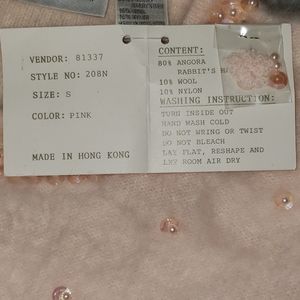 VENDOR: 81337
STYLE NO: 208N
SIZE: S
COLOR: PINK
MADE IN HONG KONG
CONTENT:
80% ANGORA
RABBIT'S
10% WOOL
10% NYLON
WASHING INSTRUCTION:
TURN INSIDE OUT
HAND WASH COLD
DO NOT WRING OR TWIST
DO NOT BLEACH
LAY FLAT, RESHAPE AND
LAY ROOM AIR DRY